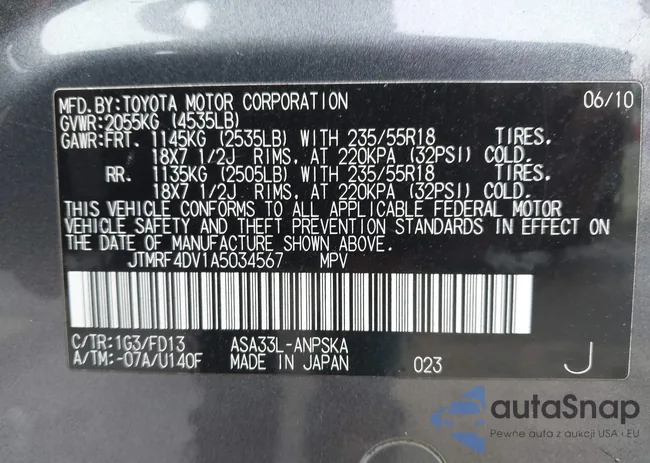 MFD.BY:TOYOTA MOTOR CORPORATION 06/10
GVWR:2055KG (4535LB)
GAWR:FRT. 1145KG (2535LB) WITH 235/55R18 TIRES.
18X7 1/2J RIMS, AT 220KPA (32PSI) COLD.
RR. 1135KG (2505LB) WITH 235/55R18 TIRES.
18X7 1/2J RIMS, AT 220KPA (32PSI) COLD.
THIS VEHICLE CONFORMS TO ALL APPLICABLE FEDERAL MOTOR
VEHICLE SAFETY AND THEFT PREVENTION STANDARDS IN EFFECT ON
THE DATE OF MANUFACTURE SHOWN ABOVE.
JTMRF4DV1A5034567 MPV
C/TR:1G3/FD13 ASA33L-ANPSKA
A/TM:-07A/U140F MADE IN JAPAN 023 J
autaSnap
Pewne auta z aukcji USA i EU